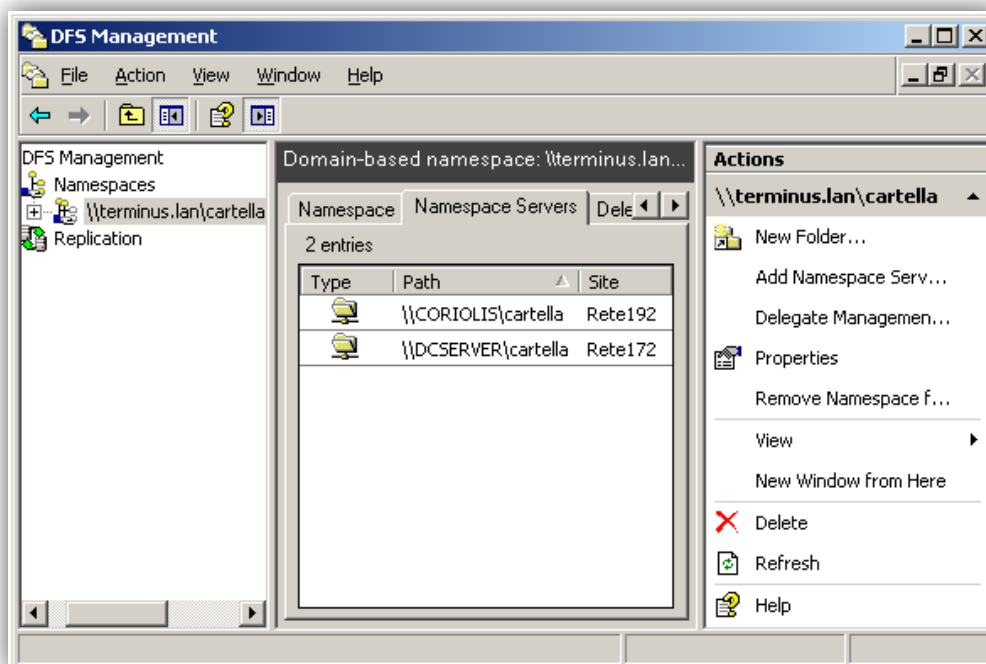 DFS Management
File Action View Window Help
DFS Management
Namespaces
\\terminus.lan\cartella
Replication
Domain-based namespace: \\terminus.lan...
Namespace Namespace Servers Dele
2 entries
Type Path Site
\\CORIOLIS\cartella Rete192
\\DCSERVER\cartella Rete172
Actions
\\terminus.lan\cartella
New Folder...
Add Namespace Serv...
Delegate Managemen...
Properties
Remove Namespace f...
View
New Window from Here
Delete
Refresh
Help